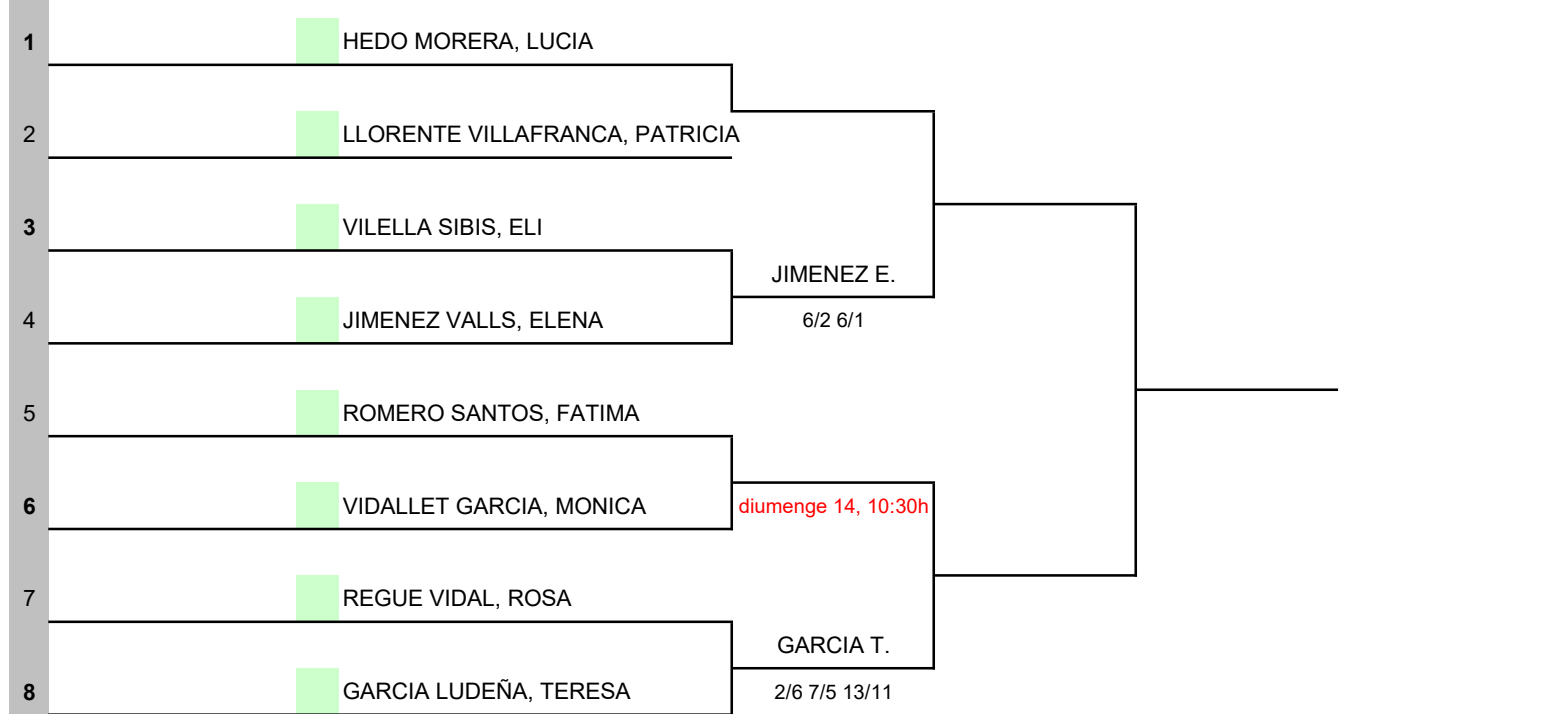 1 HEDO MORERA, LUCIA
2 LLORENTE VILLAFRANCA, PATRICIA
3 VILELLA SIBIS, ELI
JIMENEZ E.
4 JIMENEZ VALLS, ELENA 6/2 6/1
5 ROMERO SANTOS, FATIMA
6 VIDALLET GARCIA, MONICA diumenge 14, 10:30h
7 REGUE VIDAL, ROSA
GARCIA T.
8 GARCIA LUDEÑA, TERESA 2/6 7/5 13/11